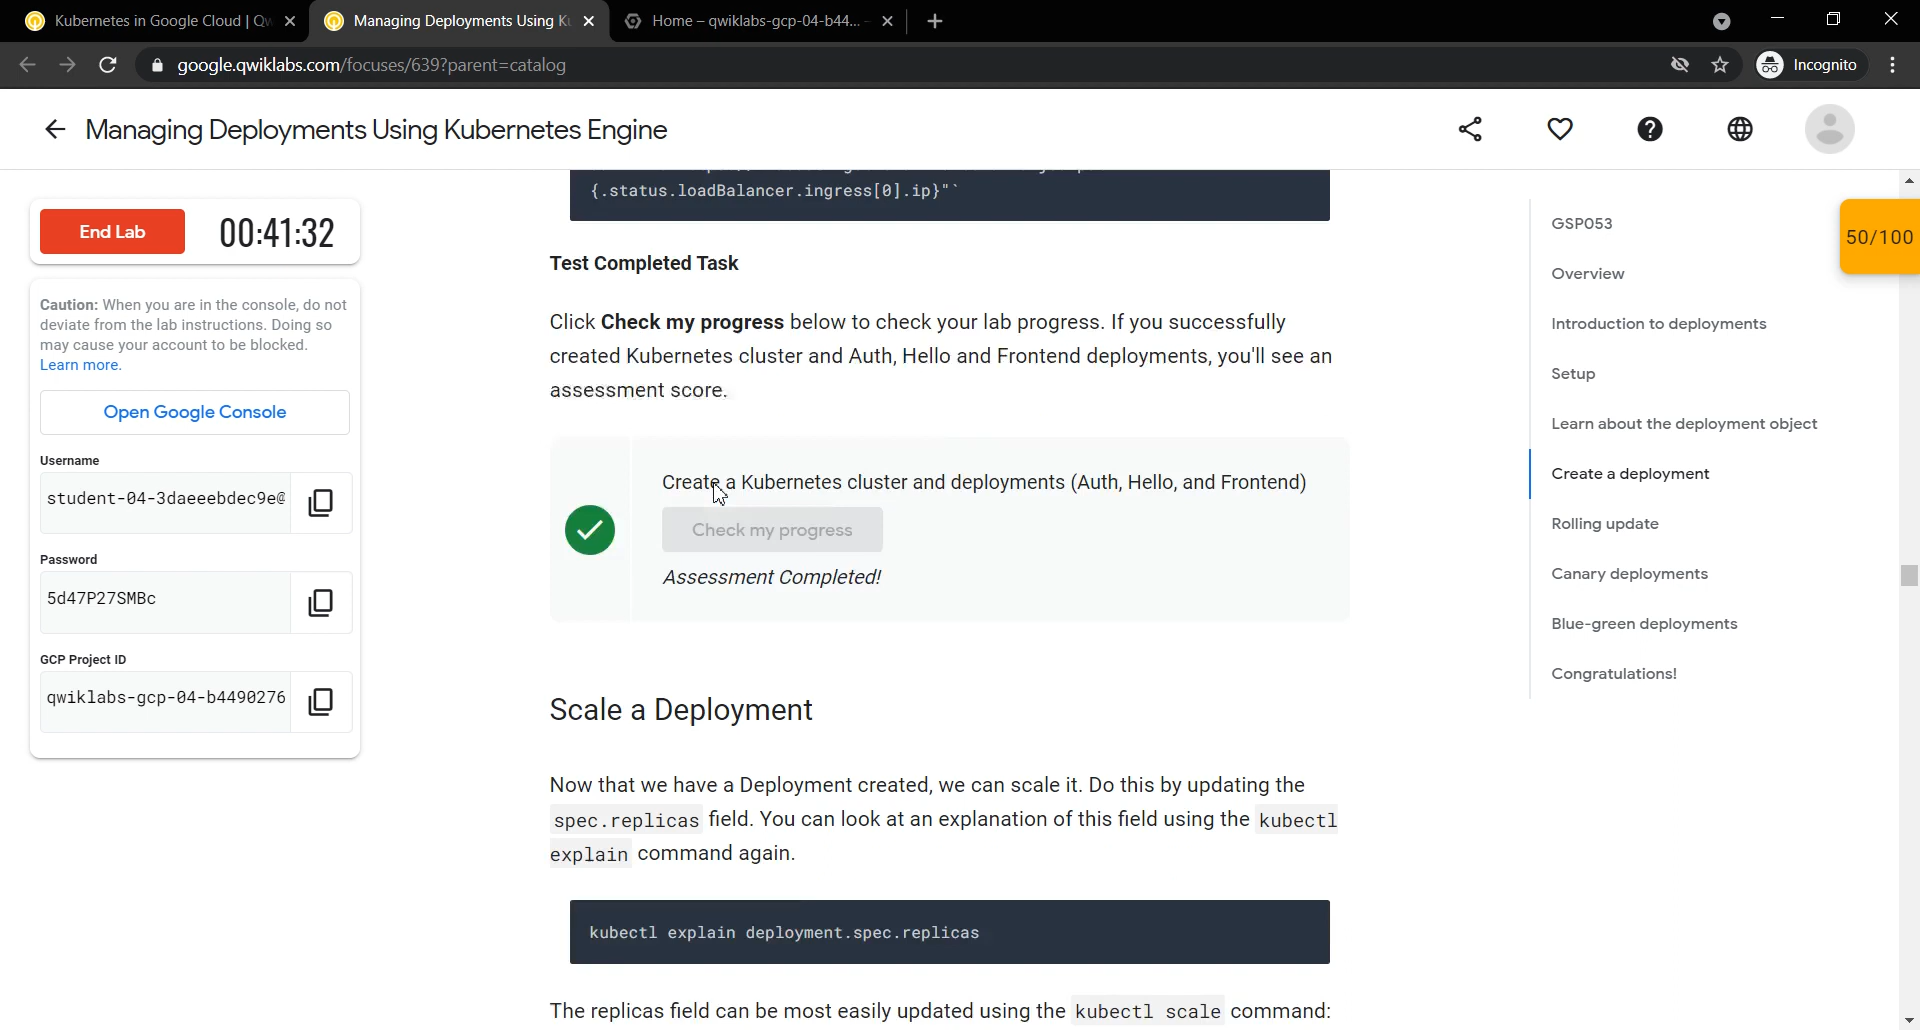 Kubernetes in Google Cloud | Qw
Managing Deployments Using Ku
Home – qwiklabs-gcp-04-b44... –
google.qwiklabs.com/focuses/639?parent=catalog
Incognito
Managing Deployments Using Kubernetes Engine
End Lab
00:41:32
Caution: When you are in the console, do not
deviate from the lab instructions. Doing so
may cause your account to be blocked.
Learn more.
Open Google Console
Username
student-04-3daeeebdec9e@
Password
5d47P27SMBc
GCP Project ID
qwiklabs-gcp-04-b4490276
{.status.loadBalancer.ingress[0].ip}"`
Test Completed Task
Click Check my progress below to check your lab progress. If you successfully
created Kubernetes cluster and Auth, Hello and Frontend deployments, you'll see an
assessment score.
Create a Kubernetes cluster and deployments (Auth, Hello, and Frontend)
Check my progress
Assessment Completed!
Scale a Deployment
Now that we have a Deployment created, we can scale it. Do this by updating the
spec.replicas field. You can look at an explanation of this field using the kubectl
explain command again.
kubectl explain deployment.spec.replicas
The replicas field can be most easily updated using the kubectl scale command:
GSP053
Overview
Introduction to deployments
Setup
Learn about the deployment object
Create a deployment
Rolling update
Canary deployments
Blue-green deployments
Congratulations!
50/100